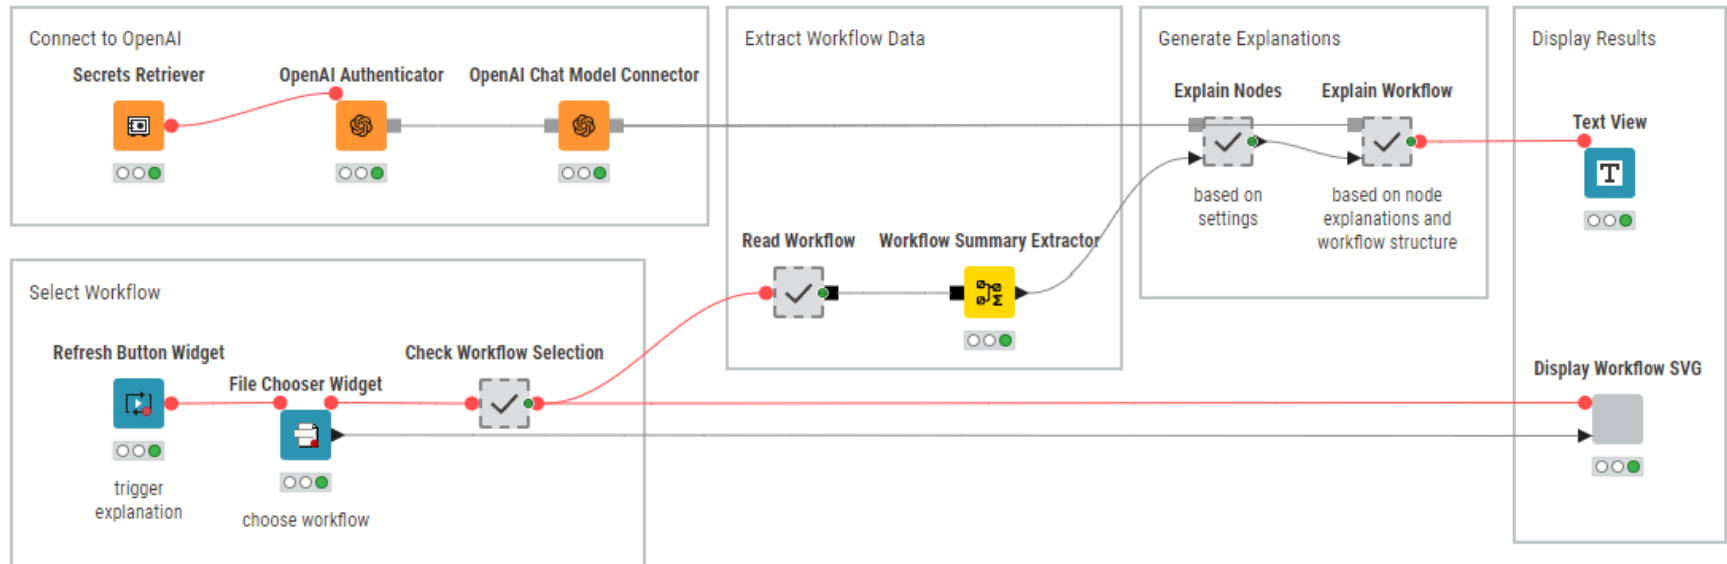 Connect to OpenAI
Secrets Retriever
OpenAI Authenticator
OpenAI Chat Model Connector
Extract Workflow Data
Read Workflow
Workflow Summary Extractor
Generate Explanations
Explain Nodes
based on
settings
Explain Workflow
based on node
explanations and
workflow structure
Display Results
Text View
T
Display Workflow SVG
Select Workflow
Refresh Button Widget
trigger
explanation
File Chooser Widget
choose workflow
Check Workflow Selection